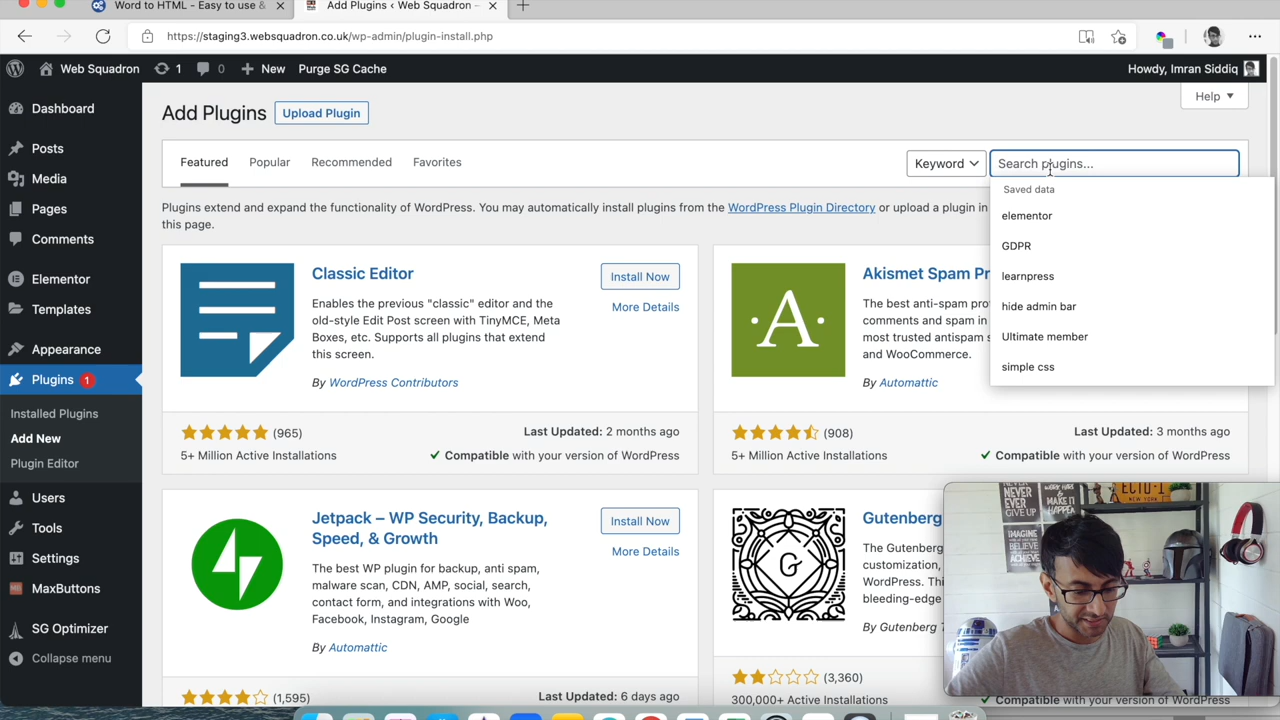 Word to HTML - Easy to use &
Add Plugins ‹ Web Squadron -
https://staging3.websquadron.co.uk/wp-admin/plugin-install.php
Web Squadron
1
0
New
Purge SG Cache
Howdy, Imran Siddiq
Dashboard
Posts
Media
Pages
Comments
Elementor
Templates
Appearance
Plugins 1
Installed Plugins
Add New
Plugin Editor
Users
Tools
Settings
MaxButtons
SG Optimizer
Collapse menu
Help
Add Plugins
Upload Plugin
Featured
Popular
Recommended
Favorites
Keyword
Search plugins...
Saved data
elementor
GDPR
learnpress
hide admin bar
Ultimate member
simple css
Plugins extend and expand the functionality of WordPress. You may automatically install plugins from the WordPress Plugin Directory or upload a plugin in
this page.
Classic Editor
Install Now
More Details
Enables the previous "classic" editor and the
old-style Edit Post screen with TinyMCE, Meta
Boxes, etc. Supports all plugins that extend
this screen.
By WordPress Contributors
(965)
Last Updated: 2 months ago
5+ Million Active Installations
Compatible with your version of WordPress
A
Akismet Spam Pr
The best anti-spam pro
comments and spam in
most trusted antispam s
and WooCommerce.
By Automattic
(908)
Last Updated: 3 months ago
5+ Million Active Installations
Compatible with your version of WordPress
Jetpack – WP Security, Backup,
Speed, & Growth
Install Now
More Details
The best WP plugin for backup, anti spam,
malware scan, CDN, AMP, social, search,
contact form, and integrations with Woo,
Facebook, Instagram, Google
By Automattic
(1,595)
Last Updated: 6 days ago
G
Gutenberg
The Gutenberg
customization,
WordPress. Thi
bleeding-edge
By Gutenberg T
(3,360)
300,000+ Active Installations
Compatible with your version of WordPress
NEVER
NEVER
EVER
GIVE UP
MAKE IT
HAPPEN
BELIEVE
ECTO-1
NEW YORK